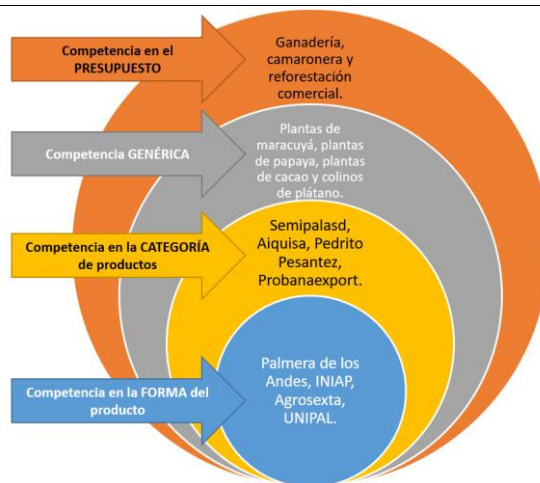 Competencia en el
PRESUPUESTO
Ganadería,
camaronera y
reforestación
comercial.
Competencia GENÉRICA
Plantas de
maracuyá, plantas
de papaya, plantas
de cacao y colinos
de plátano.
Competencia en la CATEGORÍA
de productos
Semipalasd,
Aiquisa, Pedrito
Pesantez,
Probanaexport.
Competencia en la FORMA del
producto
Palmera de los
Andes, INIAP,
Agrosexta,
UNIPAL.